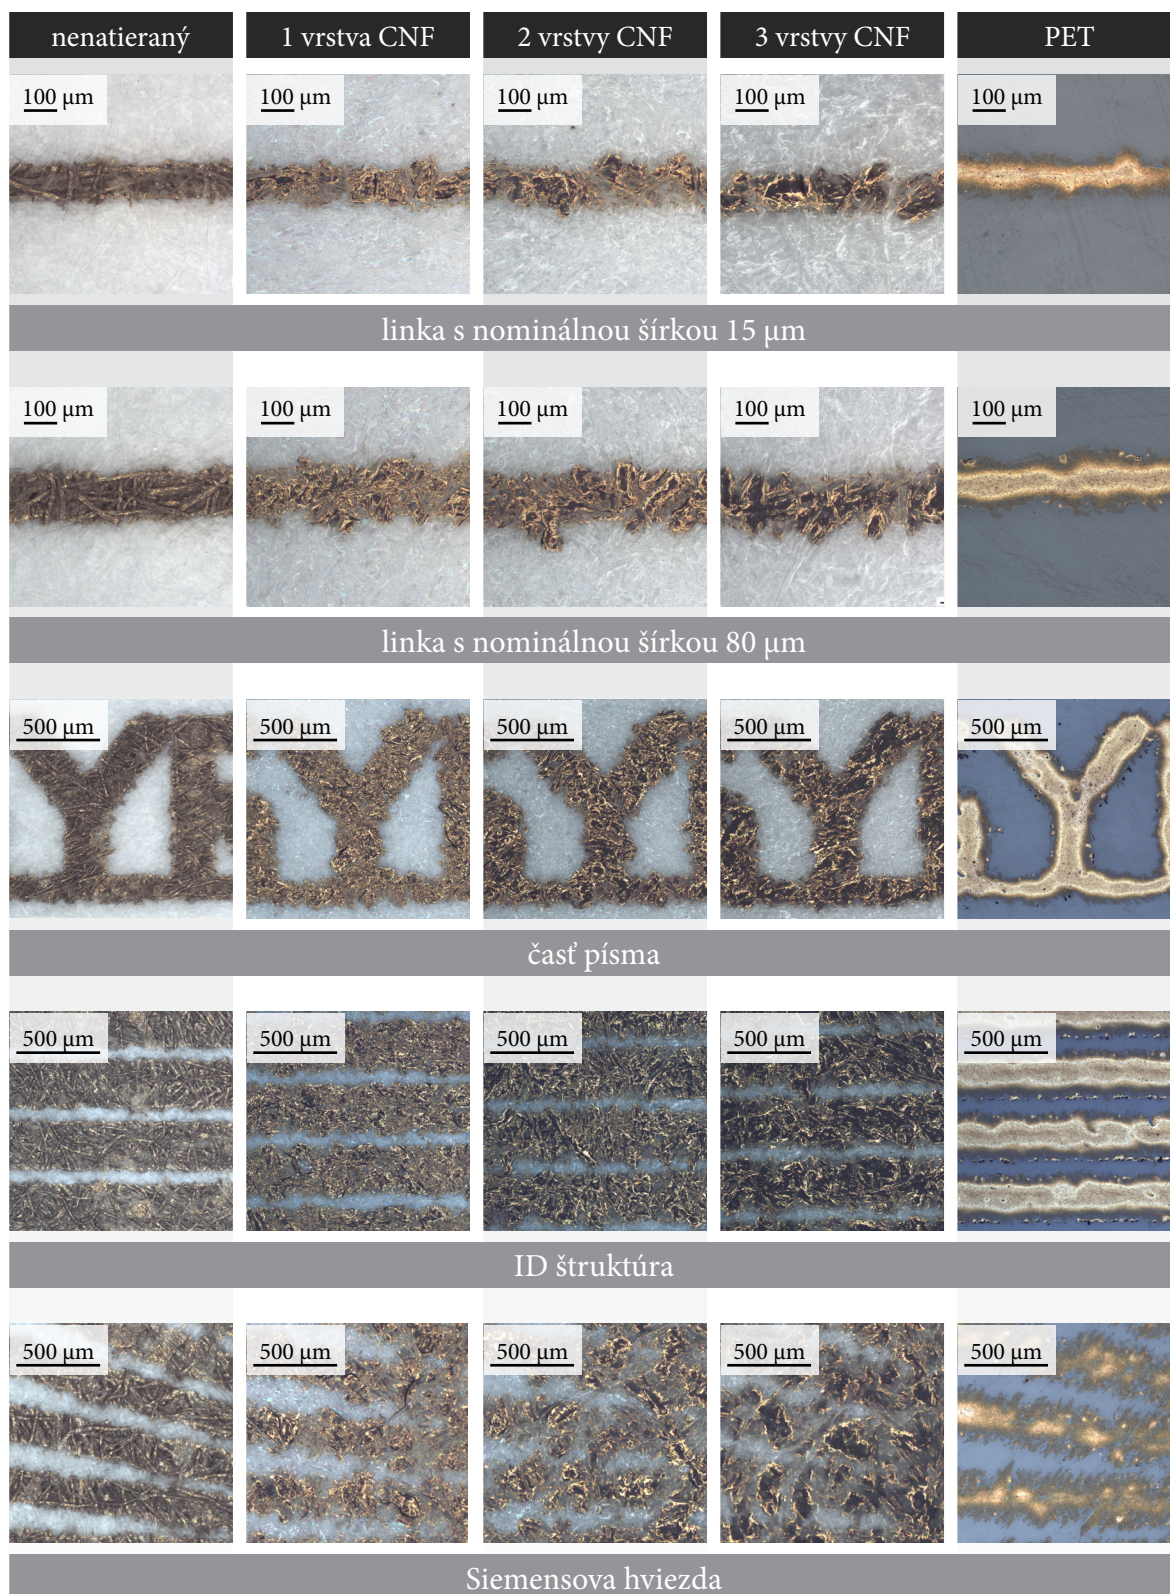 nenatieraný 1 vrstva CNF 2 vrstvy CNF 3 vrstvy CNF PET
100 µm 100 µm 100 µm 100 µm 100 µm
linka s nominálnou šírkou 15 µm
100 µm 100 µm 100 µm 100 µm 100 µm
linka s nominálnou šírkou 80 µm
500 µm 500 µm 500 µm 500 µm 500 µm
časť písma
500 µm 500 µm 500 µm 500 µm 500 µm
ID štruktúra
500 µm 500 µm 500 µm 500 µm 500 µm
Siemensova hviezda